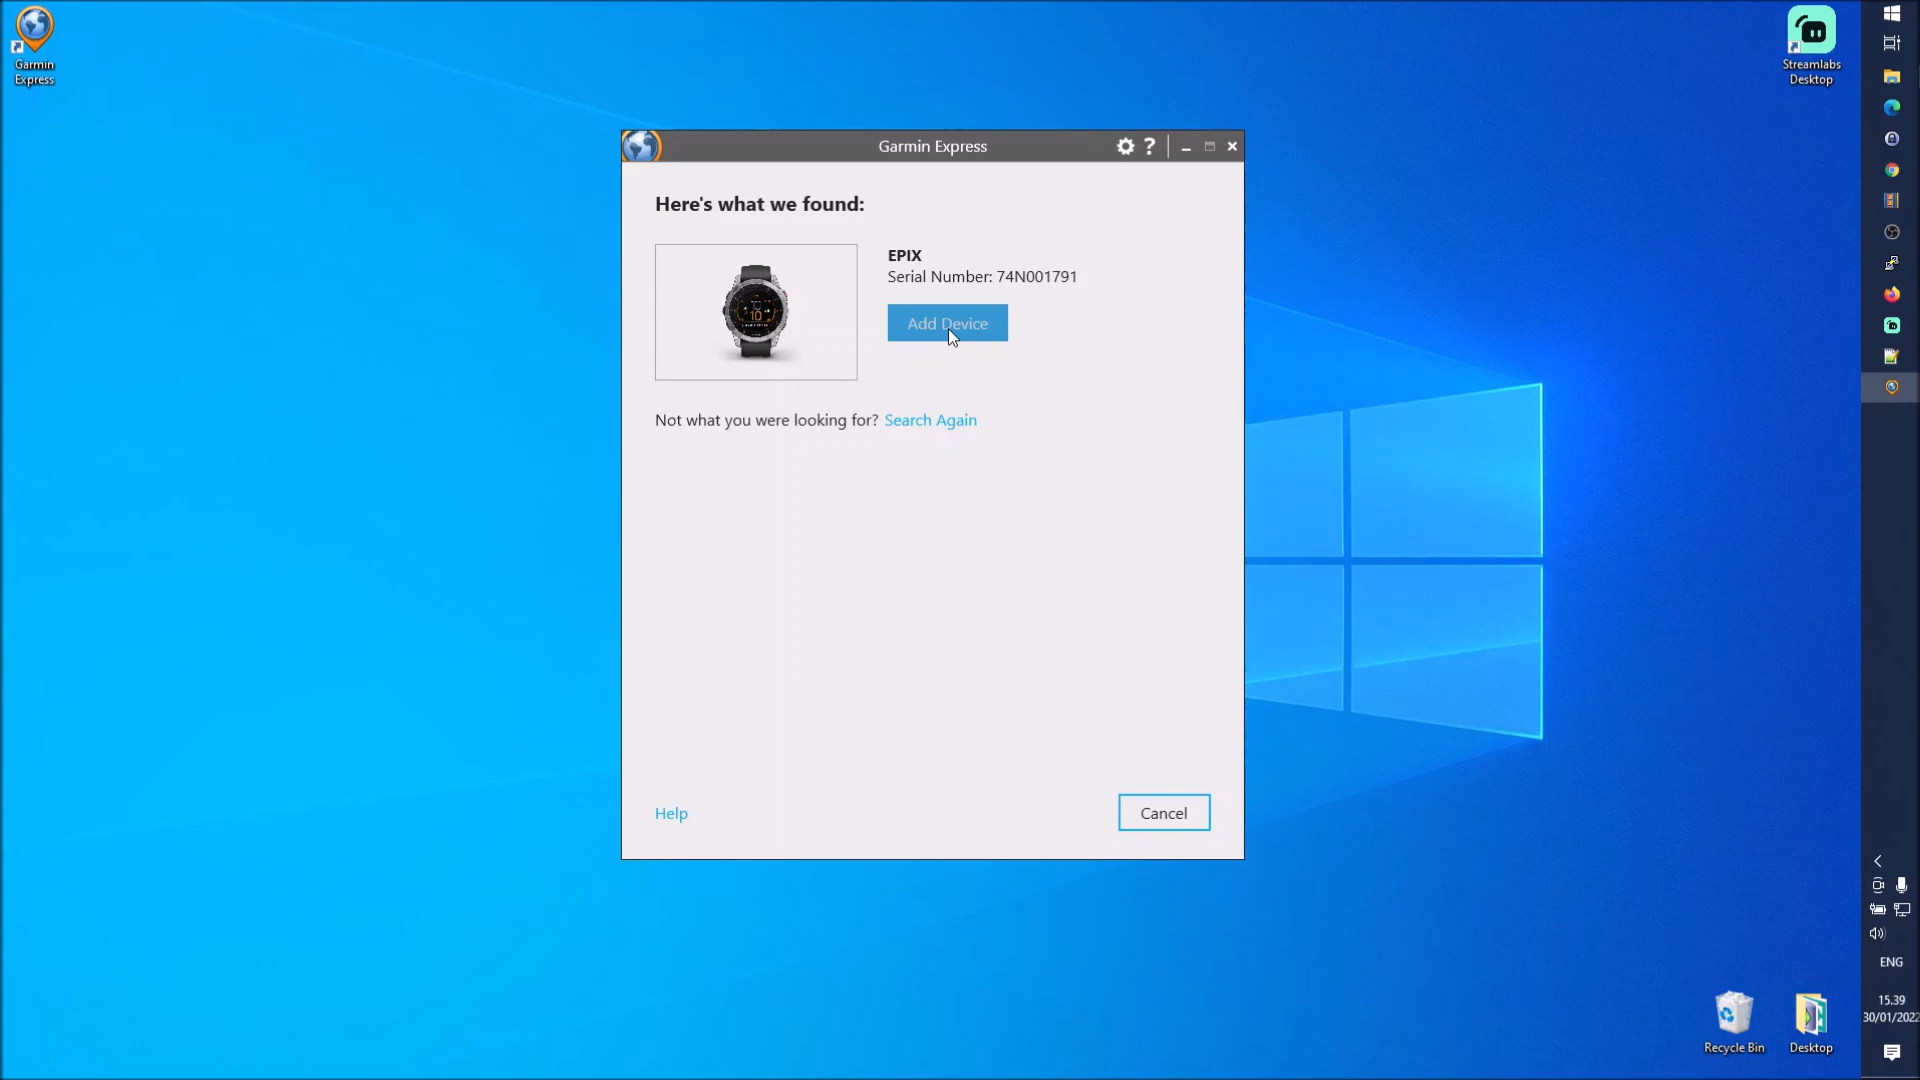 Garmin
Express
Streamlabs
Desktop
Garmin Express
?
Here's what we found:
EPIX
Serial Number: 74N001791
Add Device
Not what you were looking for? Search Again
Help
Cancel
ENG
15.39
30/01/2022
Recycle Bin
Desktop